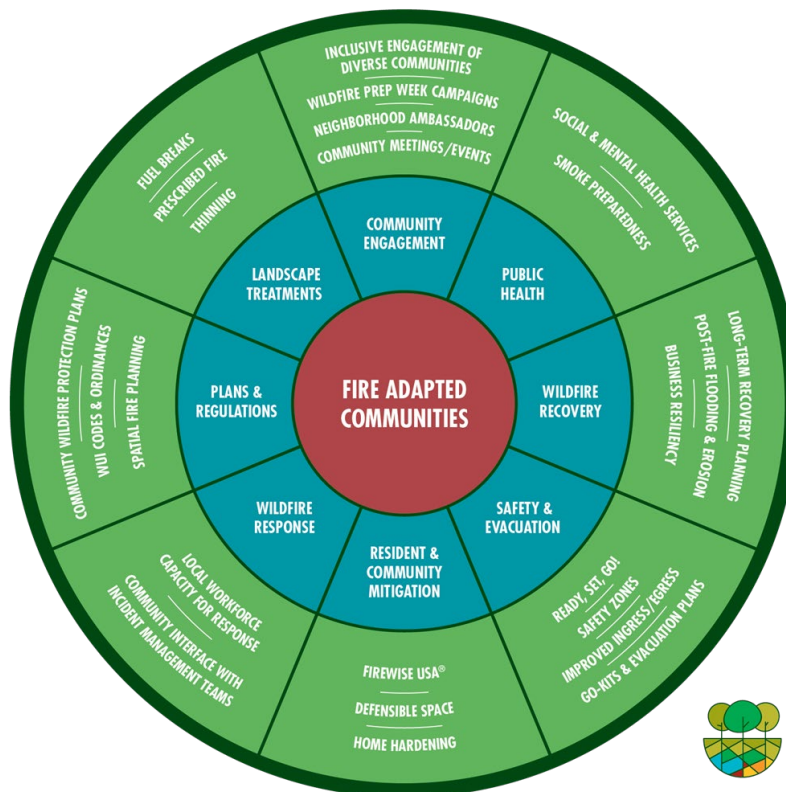 FIRE ADAPTED
COMMUNITIES
COMMUNITY
ENGAGEMENT
INCLUSIVE ENGAGEMENT OF
DIVERSE COMMUNITIES
WILDFIRE PREP WEEK CAMPAIGNS
NEIGHBORHOOD AMBASSADORS
COMMUNITY MEETINGS/EVENTS
PUBLIC
HEALTH
SOCIAL & MENTAL HEALTH SERVICES
SMOKE PREPAREDNESS
WILDFIRE
RECOVERY
LONG-TERM RECOVERY PLANNING
POST-FIRE FLOODING & EROSION
BUSINESS RESILIENCY
SAFETY &
EVACUATION
READY, SET, GO!
SAFETY ZONES
IMPROVED INGRESS/EGRESS
GO-KITS & EVACUATION PLANS
RESIDENT &
COMMUNITY
MITIGATION
FIREWISE USA®
DEFENSIBLE SPACE
HOME HARDENING
WILDFIRE
RESPONSE
LOCAL WORKFORCE
CAPACITY FOR RESPONSE
COMMUNITY INTERFACE WITH
INCIDENT MANAGEMENT TEAMS
PLANS &
REGULATIONS
COMMUNITY WILDFIRE PROTECTION PLANS
WUI CODES & ORDINANCES
SPATIAL FIRE PLANNING
LANDSCAPE
TREATMENTS
FUEL BREAKS
PRESCRIBED FIRE
THINNING